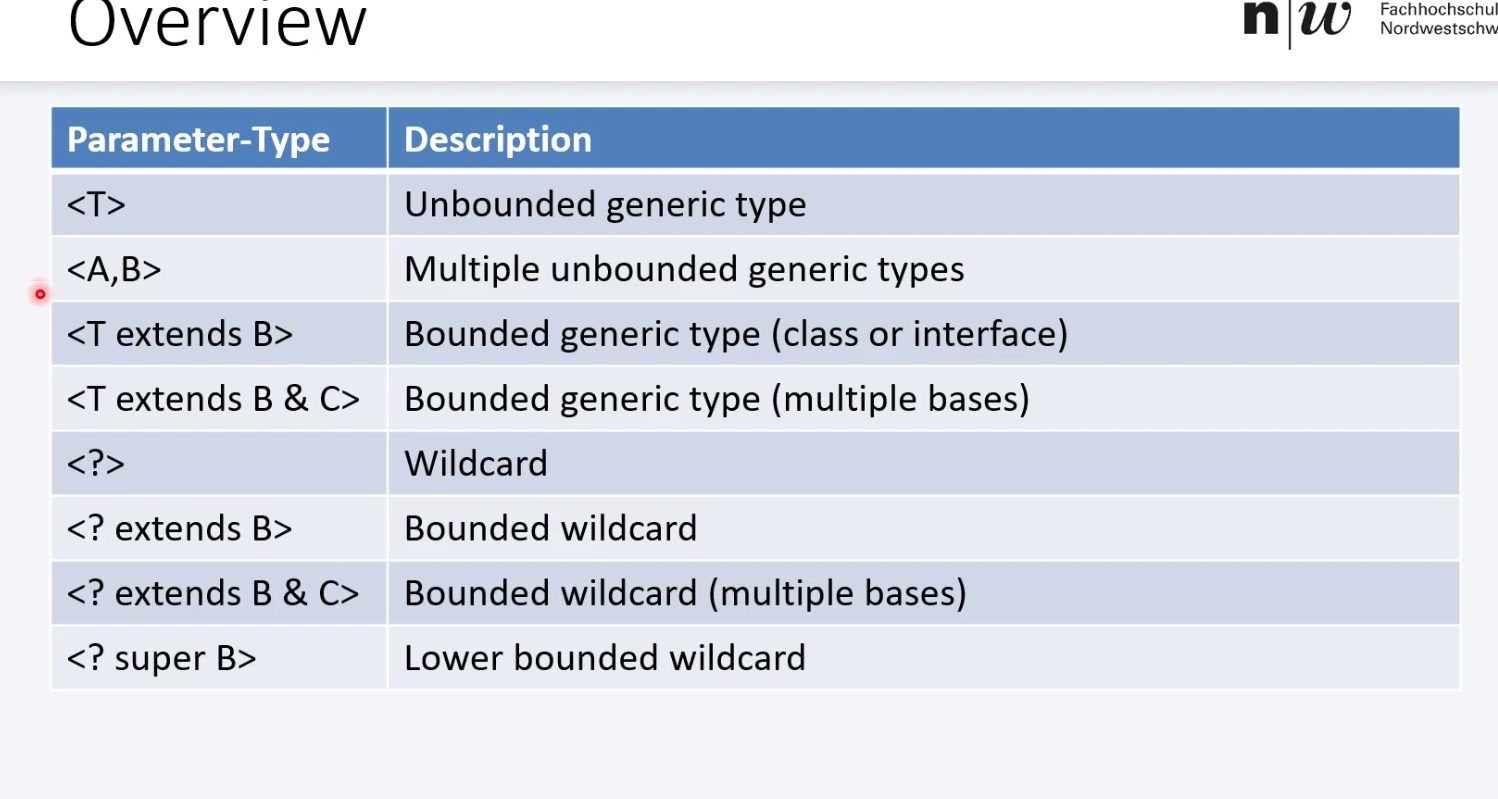 Overview
n|w
Fachhochschul
Nordwestschw
Parameter-Type Description
<T> Unbounded generic type
<A,B> Multiple unbounded generic types
<T extends B> Bounded generic type (class or interface)
<T extends B & C> Bounded generic type (multiple bases)
<?> Wildcard
<? extends B> Bounded wildcard
<? extends B & C> Bounded wildcard (multiple bases)
<? super B> Lower bounded wildcard